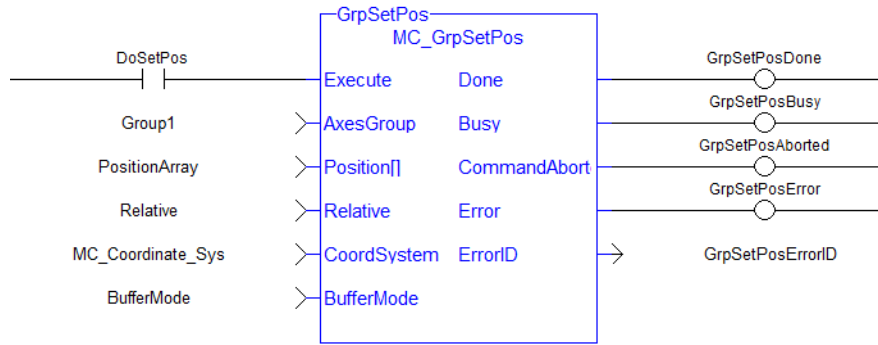 GrpSetPos
MC_GrpSetPos
DoSetPos
Execute Done
GrpSetPosDone
Group1
AxesGroup Busy
GrpSetPosBusy
PositionArray
Position[] CommandAbort
GrpSetPosAborted
Relative
Relative Error
GrpSetPosError
MC_Coordinate_Sys
CoordSystem ErrorID
GrpSetPosErrorID
BufferMode
BufferMode